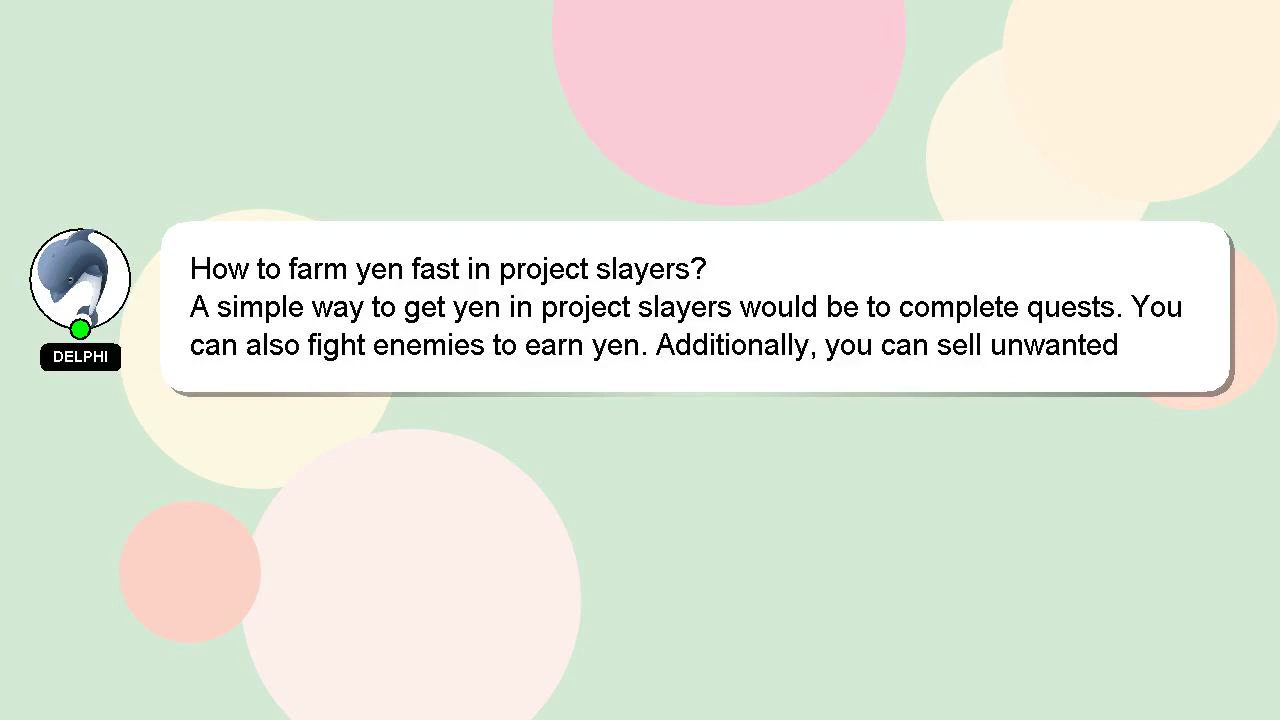 How to farm yen fast in project slayers?
A simple way to get yen in project slayers would be to complete quests. You
can also fight enemies to earn yen. Additionally, you can sell unwanted
DELPHI